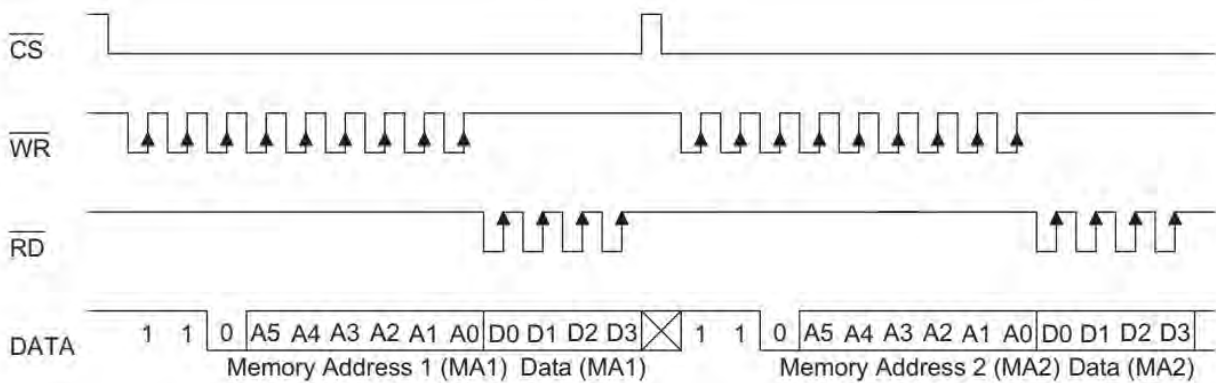 CS
WR
RD
DATA 1 1 0 A5 A4 A3 A2 A1 A0 D0 D1 D2 D3 1 1 0 A5 A4 A3 A2 A1 A0 D0 D1 D2 D3
Memory Address 1 (MA1) Data (MA1) Memory Address 2 (MA2) Data (MA2)